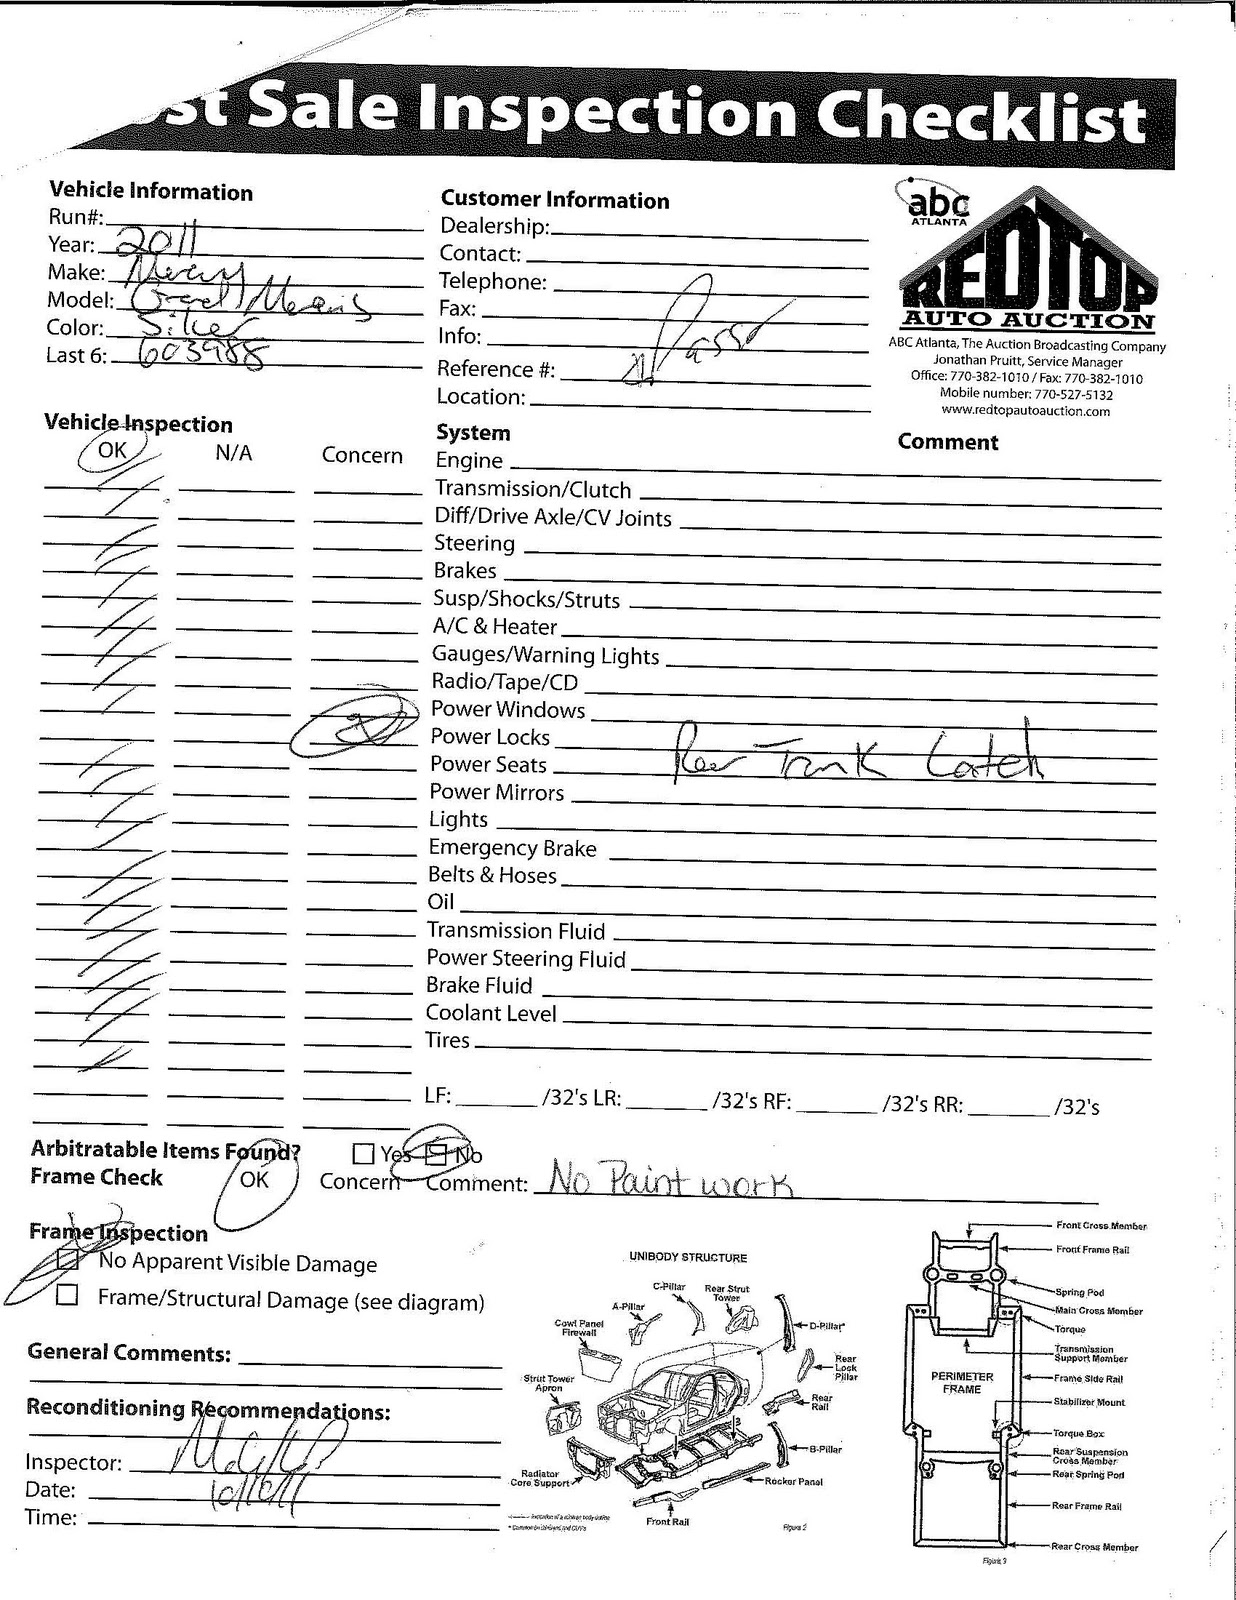 st Sale Inspection Checklist
Vehicle Information
Run#:
Year: 2011
Make: Mercury
Model: Grand Marquis
Color: Silver
Last 6: 603988
Customer Information
Dealership:
Contact:
Telephone:
Fax:
Info:
Reference #:
Location:
abc
ATLANTA
REDTOP
AUTO AUCTION
ABC Atlanta, The Auction Broadcasting Company
Jonathan Pruitt, Service Manager
Office: 770-382-1010 / Fax: 770-382-1010
Mobile number: 770-527-5132
www.redtopautoauction.com
Vehicle Inspection
OK N/A Concern
System Comment
Engine
Transmission/Clutch
Diff/Drive Axle/CV Joints
Steering
Brakes
Susp/Shocks/Struts
A/C & Heater
Gauges/Warning Lights
Radio/Tape/CD
Power Windows
Power Locks
Rear Trunk Latch
Power Seats
Power Mirrors
Lights
Emergency Brake
Belts & Hoses
Oil
Transmission Fluid
Power Steering Fluid
Brake Fluid
Coolant Level
Tires
LF: /32's LR: /32's RF: /32's RR: /32's
Arbitratable Items Found? Yes No
Frame Check OK Concern Comment: No Paint work
Frame Inspection
No Apparent Visible Damage
Frame/Structural Damage (see diagram)
General Comments:
Reconditioning Recommendations:
Inspector:
Date:
Time:
UNIBODY STRUCTURE
C-Pillar
Rear Strut
Tower
A-Pillar
D-Pillar*
Cowl Panel
Firewall
Rear
Lock
Pillar
Strut Tower
Apron
Rear
Rail
B-Pillar
Radiator
Core Support
Rocker Panel
Front Rail
Figure 2
Front Cross Member
Front Frame Rail
Spring Pod
Main Cross Member
Torque
Transmission
Support Member
PERIMETER
FRAME
Frame Side Rail
Stabilizer Mount
Torque Box
Rear Suspension
Cross Member
Rear Spring Pod
Rear Frame Rail
Rear Cross Member
Figure 3